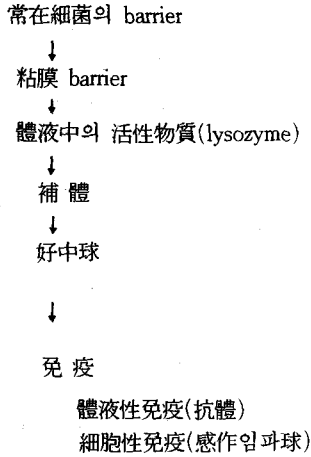 常在細菌의 barrier
↓
粘膜 barrier
↓
體液中의 活性物質(lysozyme)
↓
補 體
↓
好中球
↓
免 疫
體液性免疫(抗體)
細胞性免疫(感作임파球)